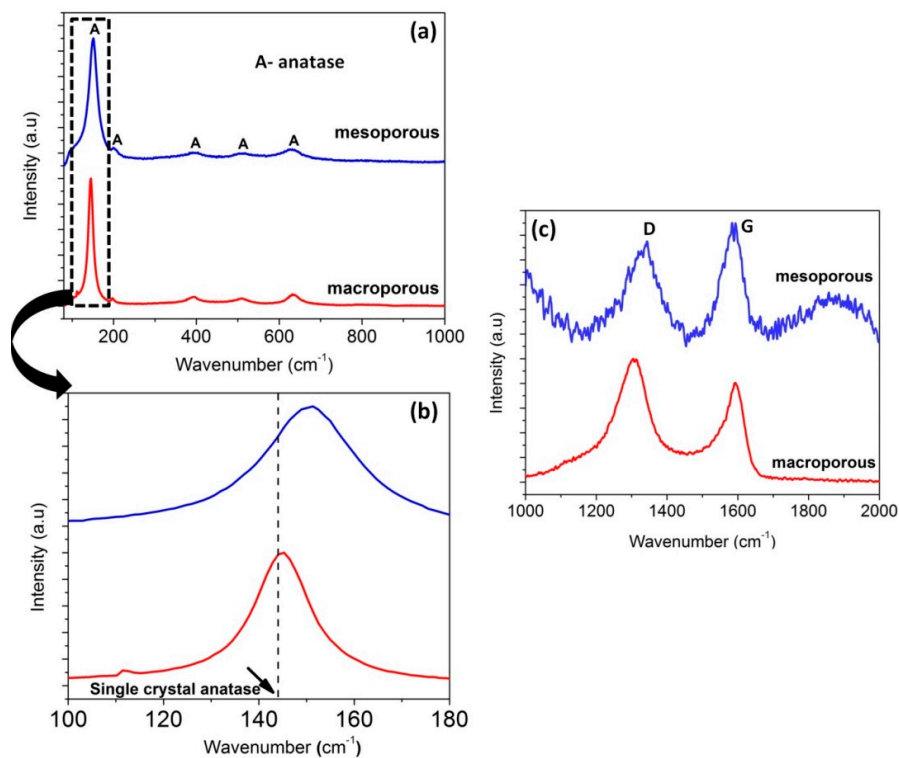 (a)
A
A- anatase
mesoporous
A
A
A
A
macroporous
Intensity (a.u)
200
400
600
800
1000
Wavenumber (cm-1)
(b)
Intensity (a.u)
Single crystal anatase
100
120
140
160
180
Wavenumber (cm-1)
(c)
D
G
mesoporous
macroporous
Intensity (a.u)
1000
1200
1400
1600
1800
2000
Wavenumber (cm-1)